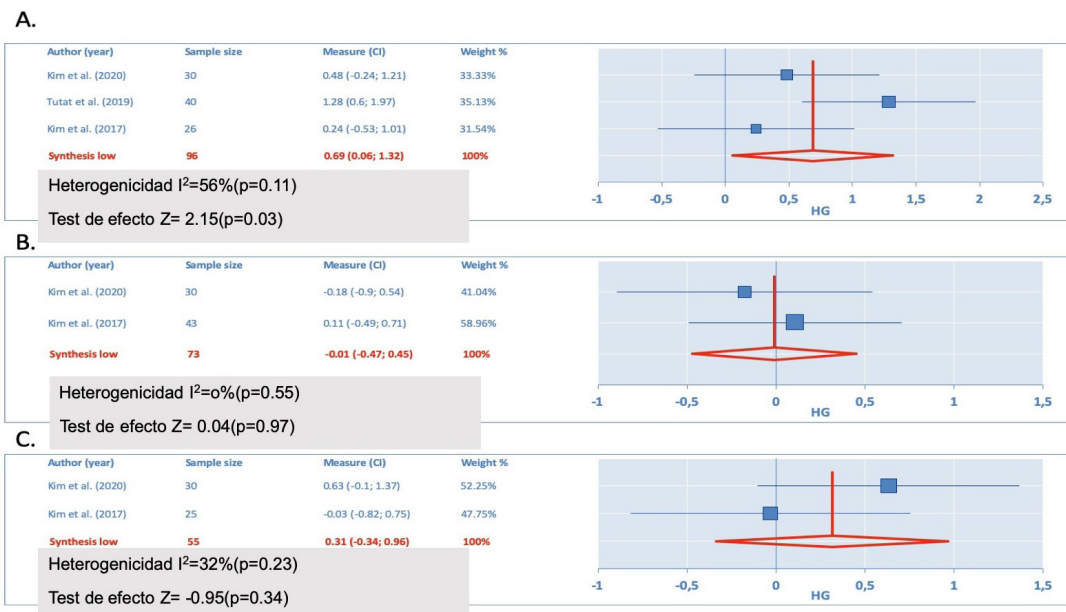 A.
Author (year) Sample size Measure (CI) Weight %
Kim et al. (2020) 30 0.48 (-0.24; 1.21) 33.33%
Tutat et al. (2019) 40 1.28 (0.6; 1.97) 35.13%
Kim et al. (2017) 26 0.24 (-0.53; 1.01) 31.54%
Synthesis low 96 0.69 (0.06; 1.32) 100%
Heterogenicidad I²=56%(p=0.11)
Test de efecto Z= 2.15(p=0.03)
-1 -0,5 0 0,5 1 1,5 2 2,5
HG
B.
Author (year) Sample size Measure (CI) Weight %
Kim et al. (2020) 30 -0.18 (-0.9; 0.54) 41.04%
Kim et al. (2017) 43 0.11 (-0.49; 0.71) 58.96%
Synthesis low 73 -0.01 (-0.47; 0.45) 100%
Heterogenicidad I²=o%(p=0.55)
Test de efecto Z= 0.04(p=0.97)
-1 -0,5 0 0,5 1 1,5
HG
C.
Author (year) Sample size Measure (CI) Weight %
Kim et al. (2020) 30 0.63 (-0.1; 1.37) 52.25%
Kim et al. (2017) 25 -0.03 (-0.82; 0.75) 47.75%
Synthesis low 55 0.31 (-0.34; 0.96) 100%
Heterogenicidad I²=32%(p=0.23)
Test de efecto Z= -0.95(p=0.34)
-1 -0,5 0 0,5 1 1,5
HG